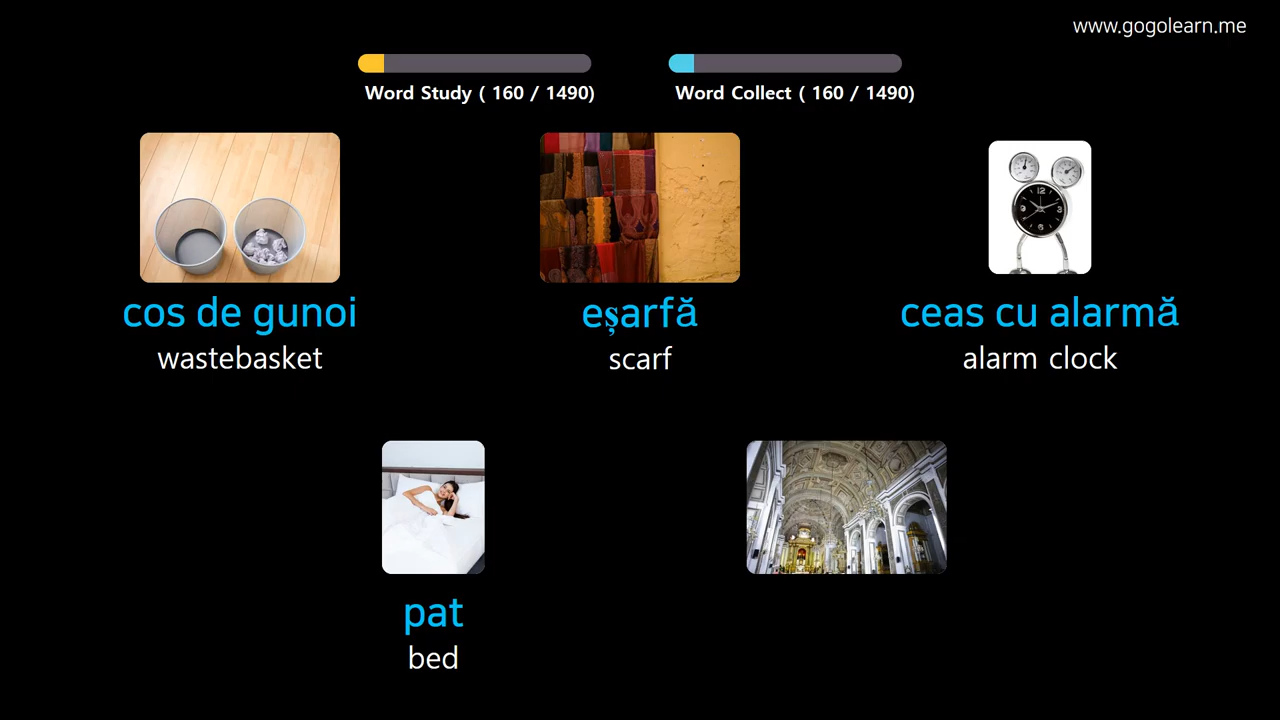 www.gogolearn.me
Word Study ( 160 / 1490)
Word Collect ( 160 / 1490)
cos de gunoi
wastebasket
eșarfă
scarf
ceas cu alarmă
alarm clock
pat
bed